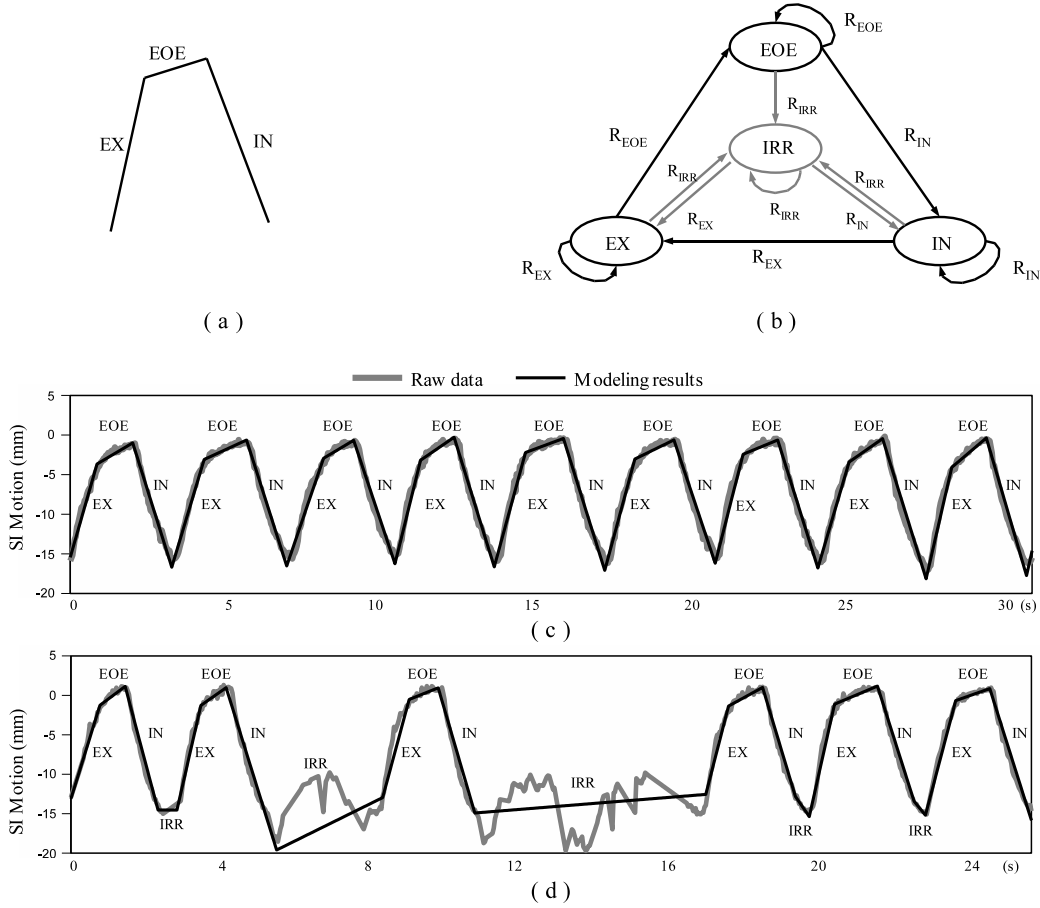 EOE
EX
IN
( a )
R_EOE
EOE
R_IRR
R_EOE
R_IN
IRR
R_IRR
R_IRR
R_EX
R_IRR
R_IN
EX
IN
R_EX
R_EX
R_IN
( b )
Raw data
Modeling results
SI Motion (mm)
5
0
-5
-10
-15
-20
EOE EOE EOE EOE EOE EOE EOE EOE EOE
IN IN IN IN IN IN IN IN IN
EX EX EX EX EX EX EX EX EX
0 5 10 15 20 25 30 (s)
( c )
SI Motion (mm)
5
0
-5
-10
-15
-20
EOE EOE EOE EOE EOE EOE
EX IN EX IN EX IN EX IN EX IN EX IN
IRR IRR
IRR IRR IRR
0 4 8 12 16 20 24 (s)
( d )